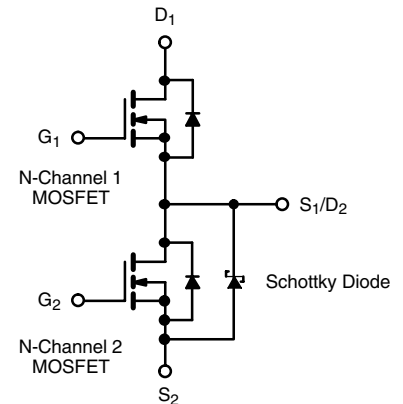 D1
G1
N-Channel 1
MOSFET
S1/D2
G2
Schottky Diode
N-Channel 2
MOSFET
S2